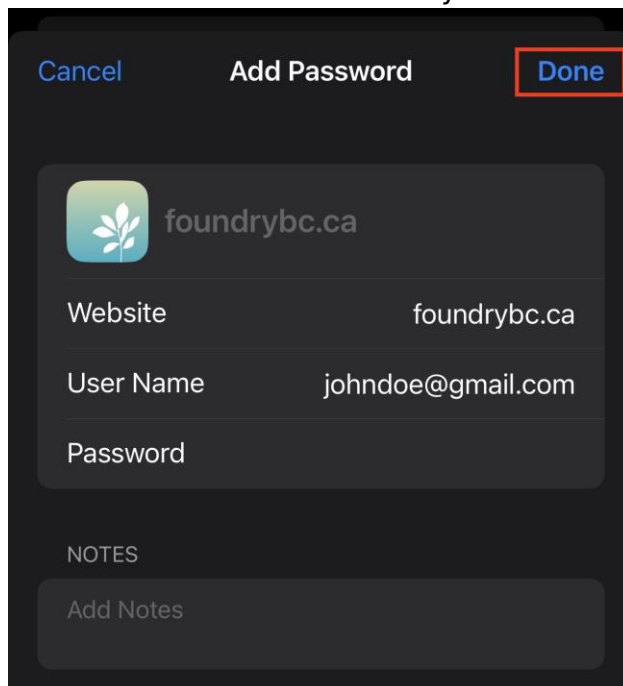 Cancel Add Password Done
foundrybc.ca
Website foundrybc.ca
User Name johndoe@gmail.com
Password
NOTES
Add Notes